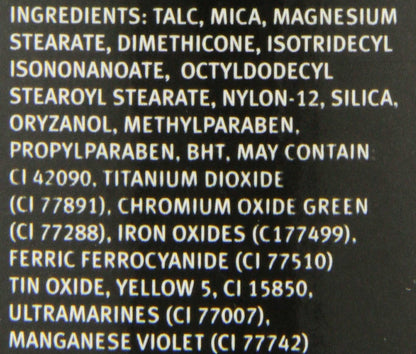 INGREDIENTS: TALC, MICA, MAGNESIUM
STEARATE, DIMETHICONE, ISOTRIDECYL
ISONONANOATE, OCTYLDODECYL
STEAROYL STEARATE, NYLON-12, SILICA,
ORYZANOL, METHYLPARABEN,
PROPYLPARABEN, BHT, MAY CONTAIN:
CI 42090, TITANIUM DIOXIDE
(CI 77891), CHROMIUM OXIDE GREEN
(CI 77288), IRON OXIDES (C177499),
FERRIC FERROCYANIDE (CI 77510)
TIN OXIDE, YELLOW 5, CI 15850,
ULTRAMARINES (CI 77007),
MANGANESE VIOLET (CI 77742)